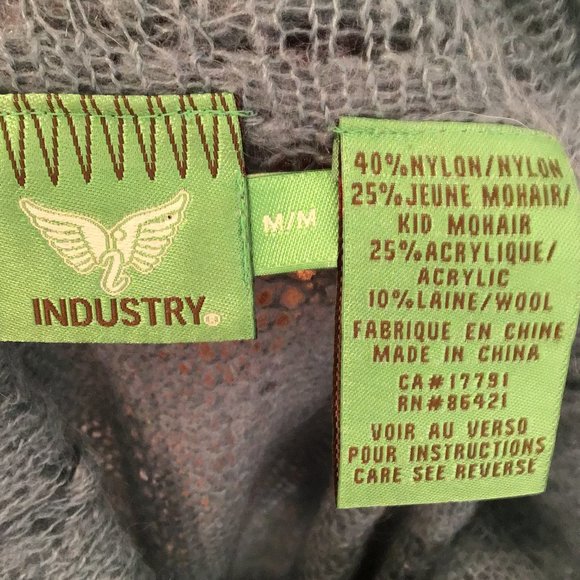 INDUSTRY®
M/M
40%NYLON/NYLON
25%JEUNE MOHAIR/
KID MOHAIR
25%ACRYLIQUE/
ACRYLIC
10%LAINE/WOOL
FABRIQUE EN CHINE
MADE IN CHINA
CA#17791
RN#86421
VOIR AU VERSO
POUR INSTRUCTIONS
CARE SEE REVERSE